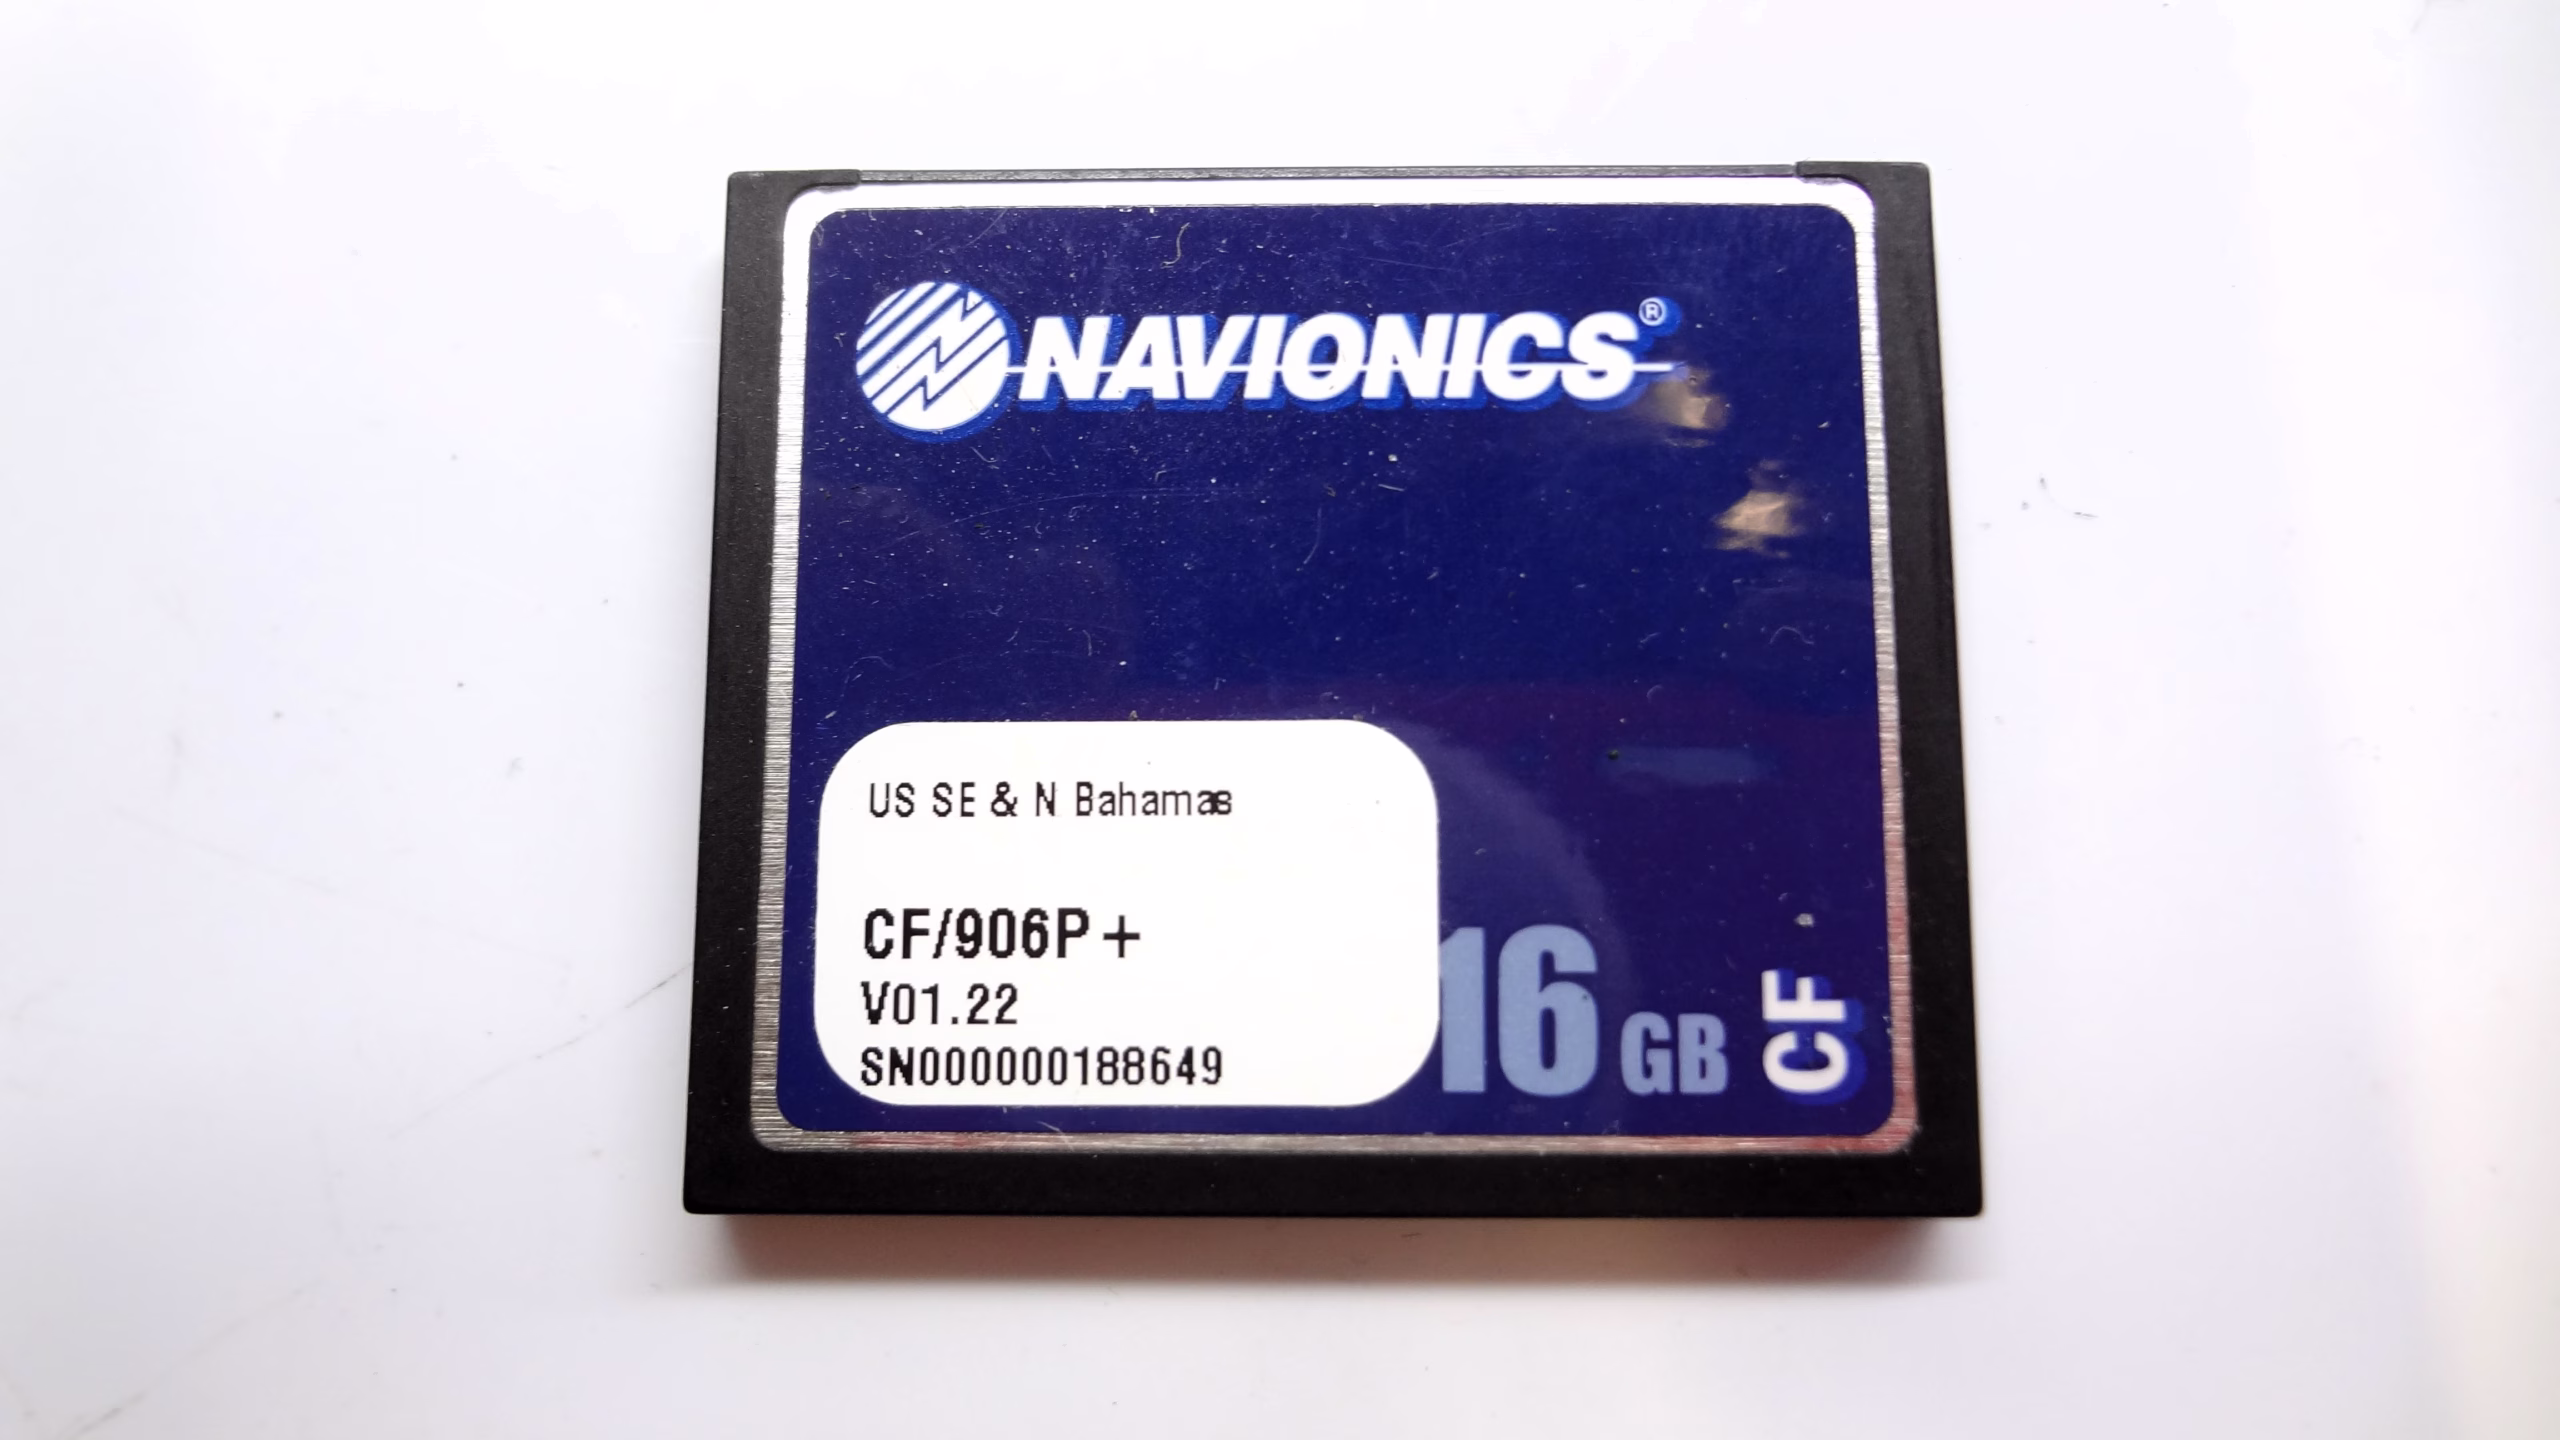 NAVIONICS®
US SE & N Bahamas
CF/906P+
V01.22
SN000000188649
16 GB
CF